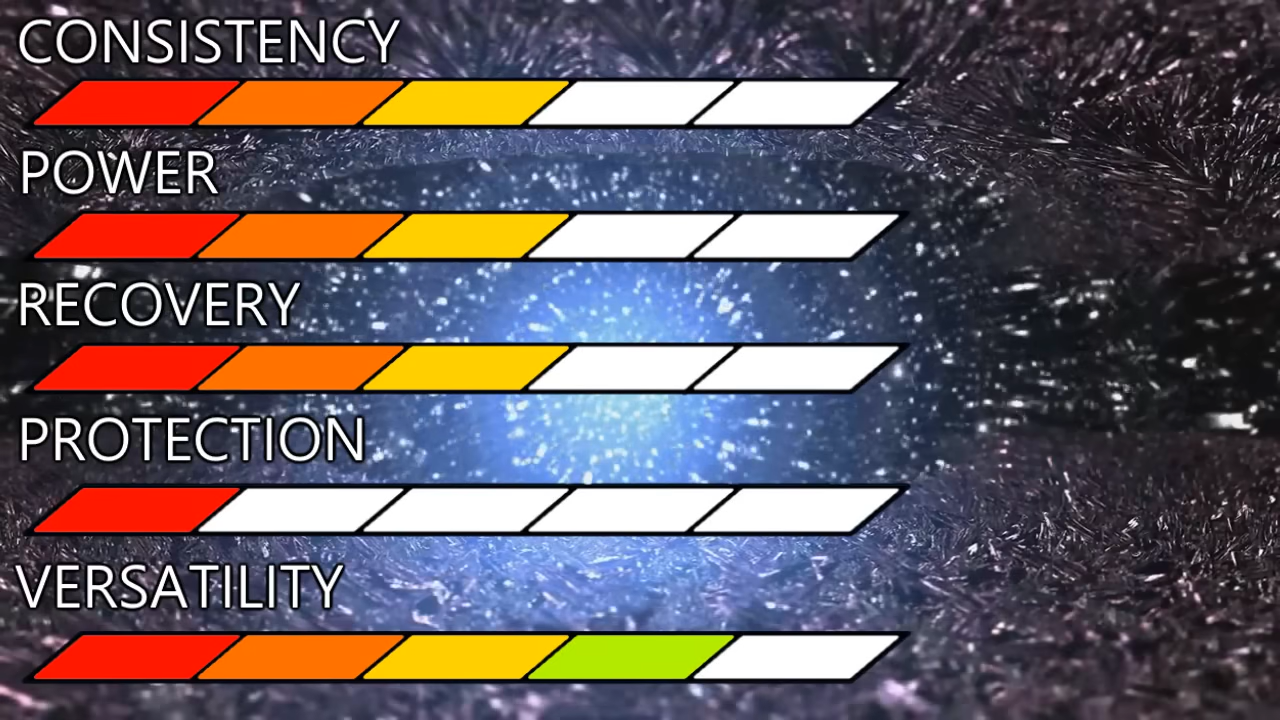 CONSISTENCY
POWER
RECOVERY
PROTECTION
VERSATILITY